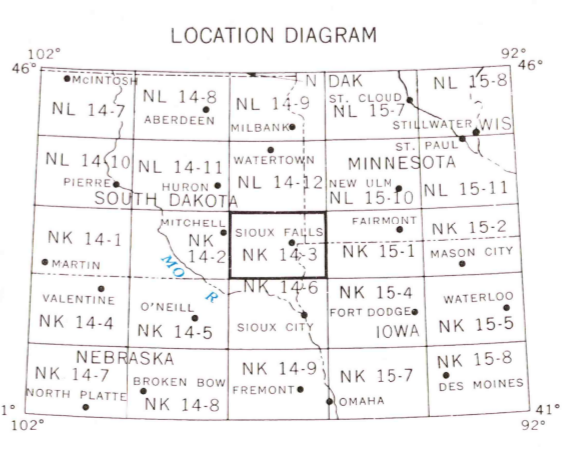 LOCATION DIAGRAM
102°
92°
46°
46°
McINTOSH
NL 14-7
NL 14-8
ABERDEEN
NL 14-9
MILBANK
N DAK
ST. CLOUD
NL 15-7
NL 15-8
STILLWATER
WIS
ST. PAUL
NL 14-10
PIERRE
NL 14-11
HURON
WATERTOWN
NL 14-12
MINNESOTA
NEW ULM
NL 15-10
NL 15-11
SOUTH DAKOTA
NK 14-1
MARTIN
MITCHELL
NK
14-2
SIOUX FALLS
NK 14-3
FAIRMONT
NK 15-1
NK 15-2
MASON CITY
MO R
VALENTINE
NK 14-4
O'NEILL
NK 14-5
NK 14-6
SIOUX CITY
NK 15-4
FORT DODGE
IOWA
WATERLOO
NK 15-5
NEBRASKA
NK 14-7
NORTH PLATTE
BROKEN BOW
NK 14-8
NK 14-9
FREMONT
NK 15-7
OMAHA
NK 15-8
DES MOINES
1°
41°
102°
92°